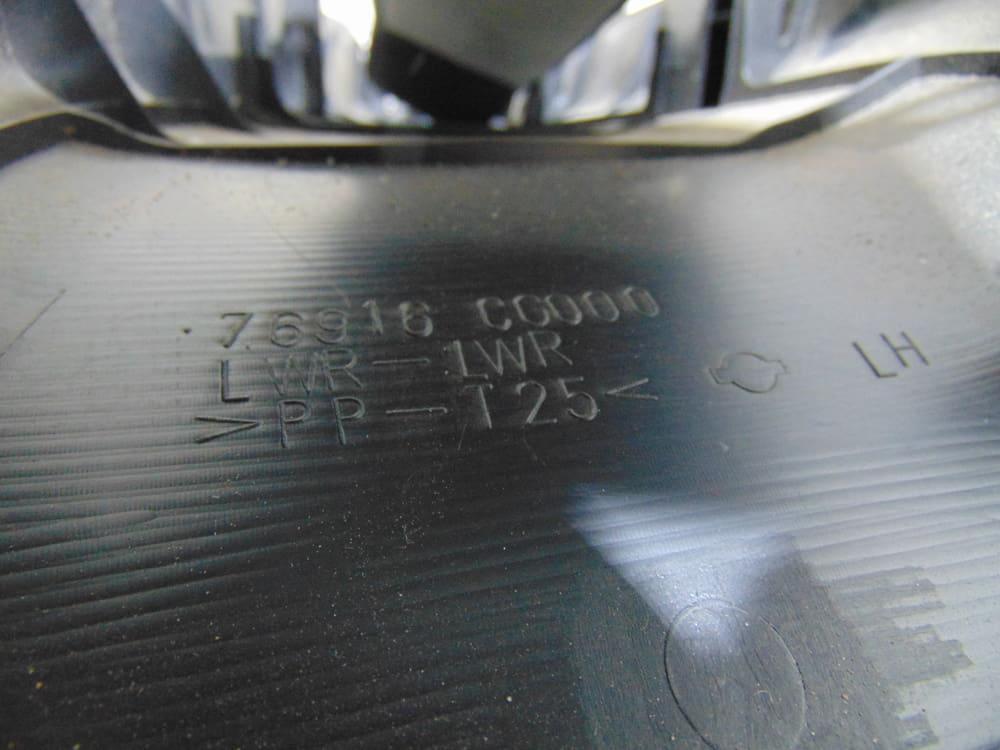 76916 CC000
LWR-1WR
>PP-T25<
LH